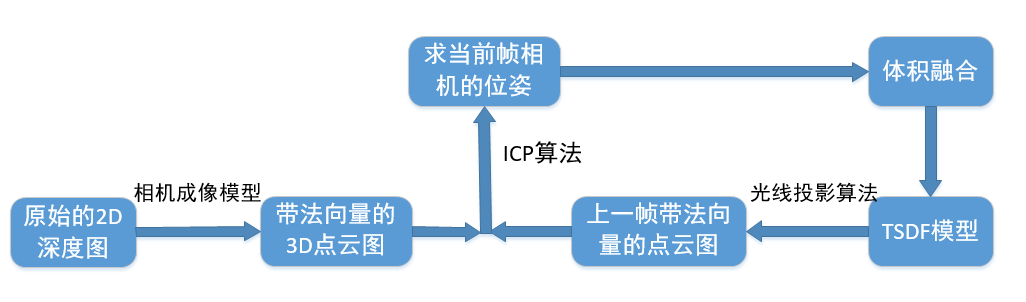 求当前帧相
机的位姿
体积融合
ICP算法
相机成像模型
光线投影算法
原始的2D
深度图
带法向量的
3D点云图
上一帧带法向
量的点云图
TSDF模型